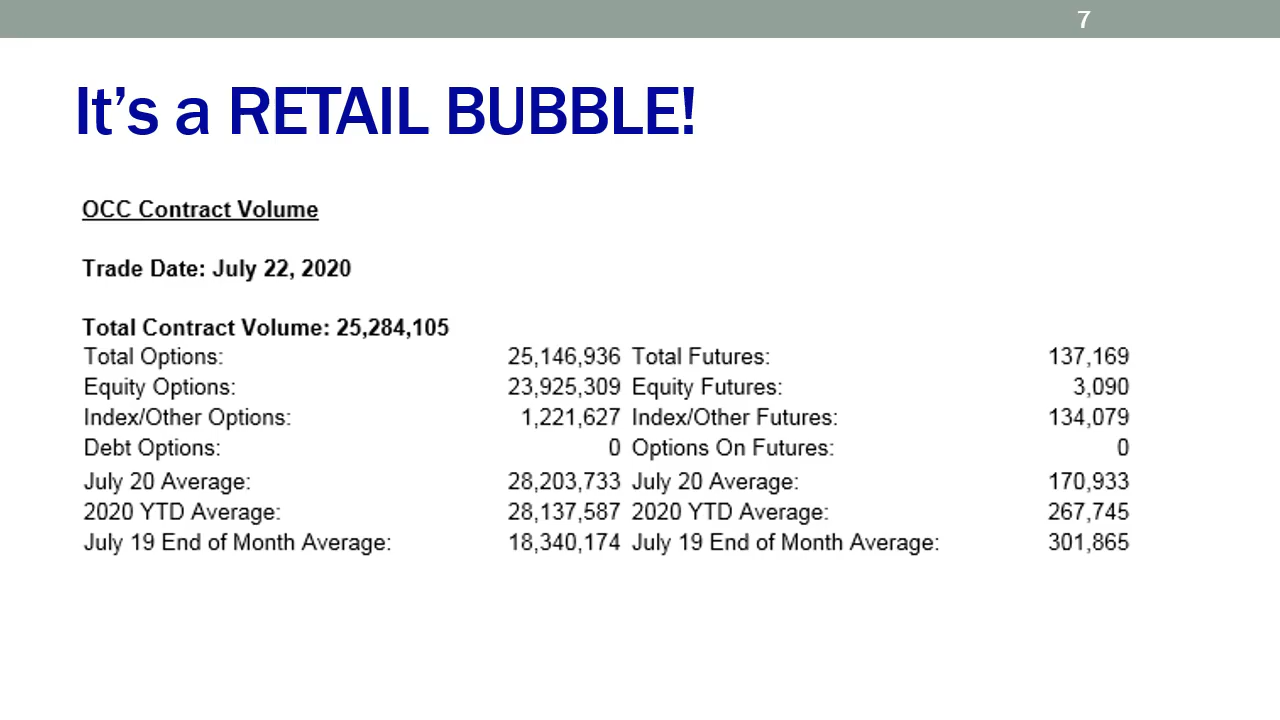 7
It's a RETAIL BUBBLE!
OCC Contract Volume
Trade Date: July 22, 2020
Total Contract Volume: 25,284,105
Total Options: 25,146,936 Total Futures: 137,169
Equity Options: 23,925,309 Equity Futures: 3,090
Index/Other Options: 1,221,627 Index/Other Futures: 134,079
Debt Options: 0 Options On Futures: 0
July 20 Average: 28,203,733 July 20 Average: 170,933
2020 YTD Average: 28,137,587 2020 YTD Average: 267,745
July 19 End of Month Average: 18,340,174 July 19 End of Month Average: 301,865